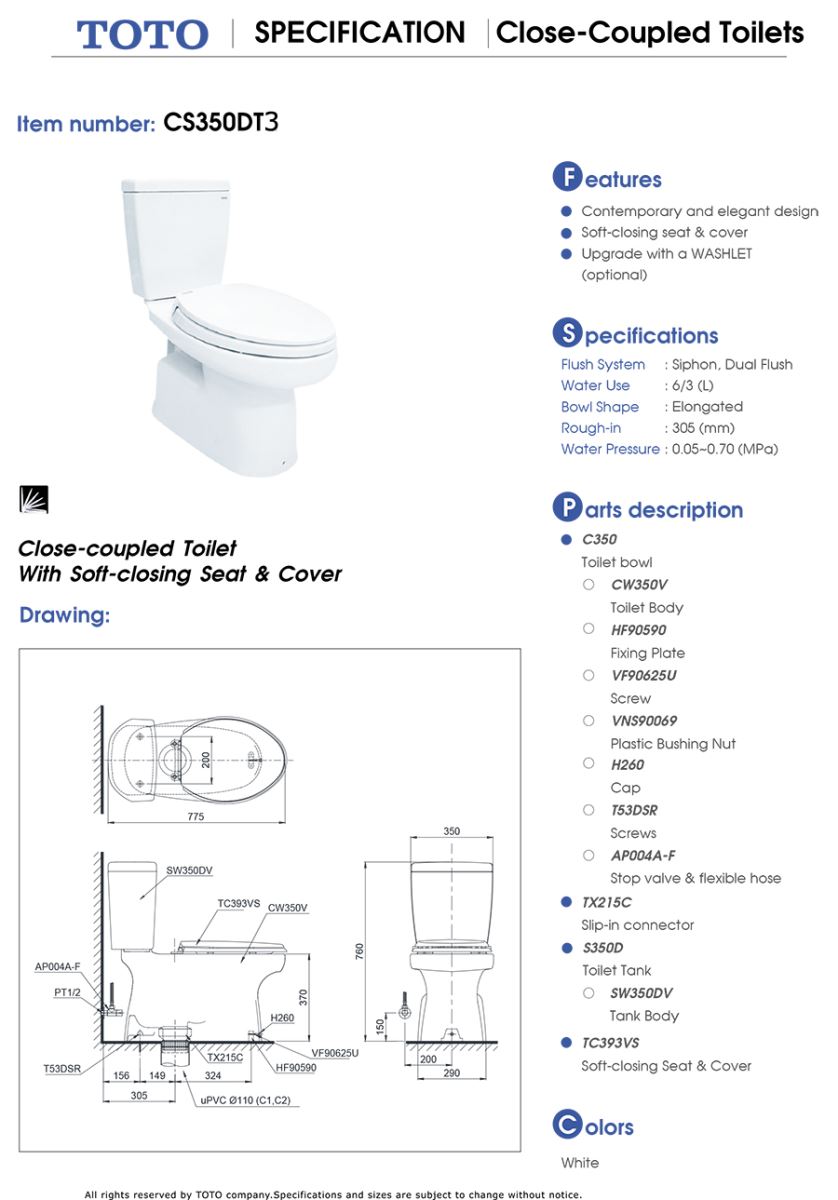 TOTO | SPECIFICATION | Close-Coupled Toilets
Item number: CS350DT3
Features
Contemporary and elegant design
Soft-closing seat & cover
Upgrade with a WASHLET
(optional)
Specifications
Flush System : Siphon, Dual Flush
Water Use : 6/3 (L)
Bowl Shape : Elongated
Rough-in : 305 (mm)
Water Pressure : 0.05~0.70 (MPa)
Close-coupled Toilet
With Soft-closing Seat & Cover
Parts description
C350
Toilet bowl
CW350V
Toilet Body
HF90590
Fixing Plate
VF90625U
Screw
VNS90069
Plastic Bushing Nut
H260
Cap
T53DSR
Screws
AP004A-F
Stop valve & flexible hose
TX215C
Slip-in connector
S350D
Toilet Tank
SW350DV
Tank Body
TC393VS
Soft-closing Seat & Cover
Colors
White
Drawing:
200
775
350
SW350DV
TC393VS
CW350V
760
AP004A-F
PT1/2
370
H260
150
VF90625U
TX215C
T53DSR
HF90590
156
149
324
200
290
305
uPVC Ø110 (C1,C2)
All rights reserved by TOTO company.Specifications and sizes are subject to change without notice.